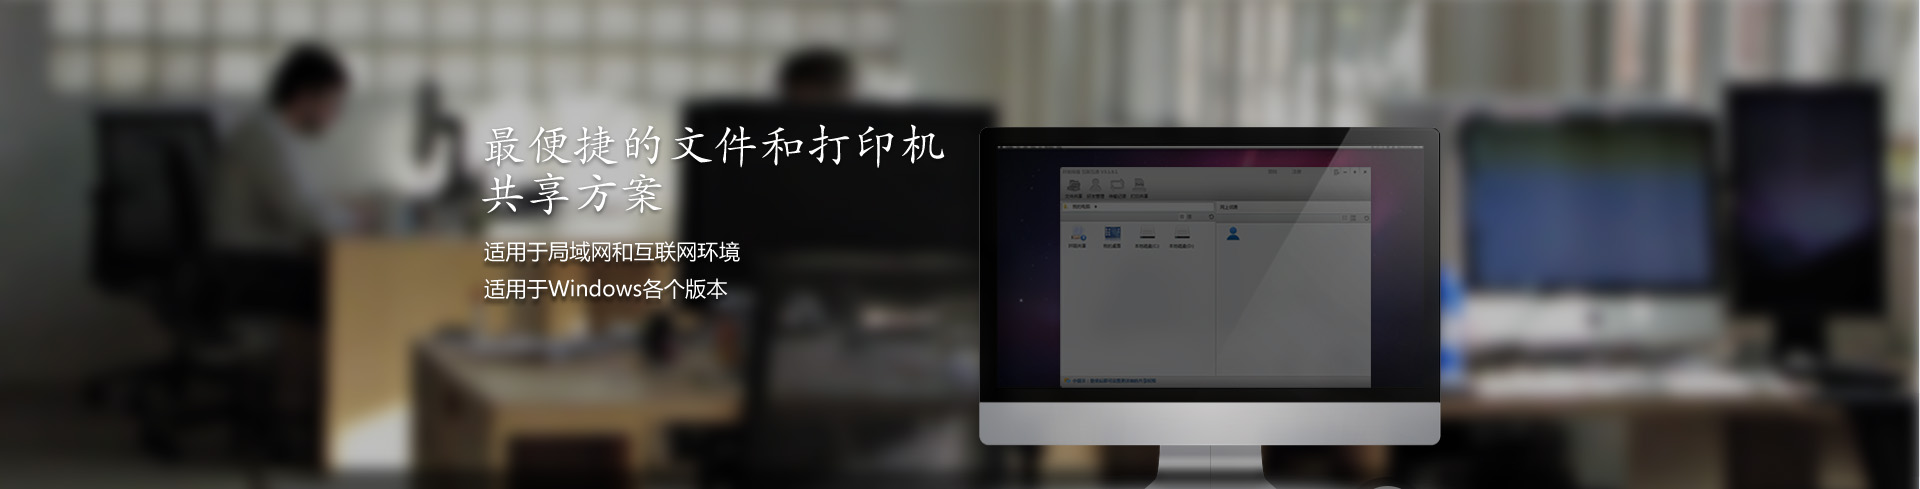 最便捷的文件和打印机
共享方案
适用于局域网和互联网环境
适用于Windows各个版本